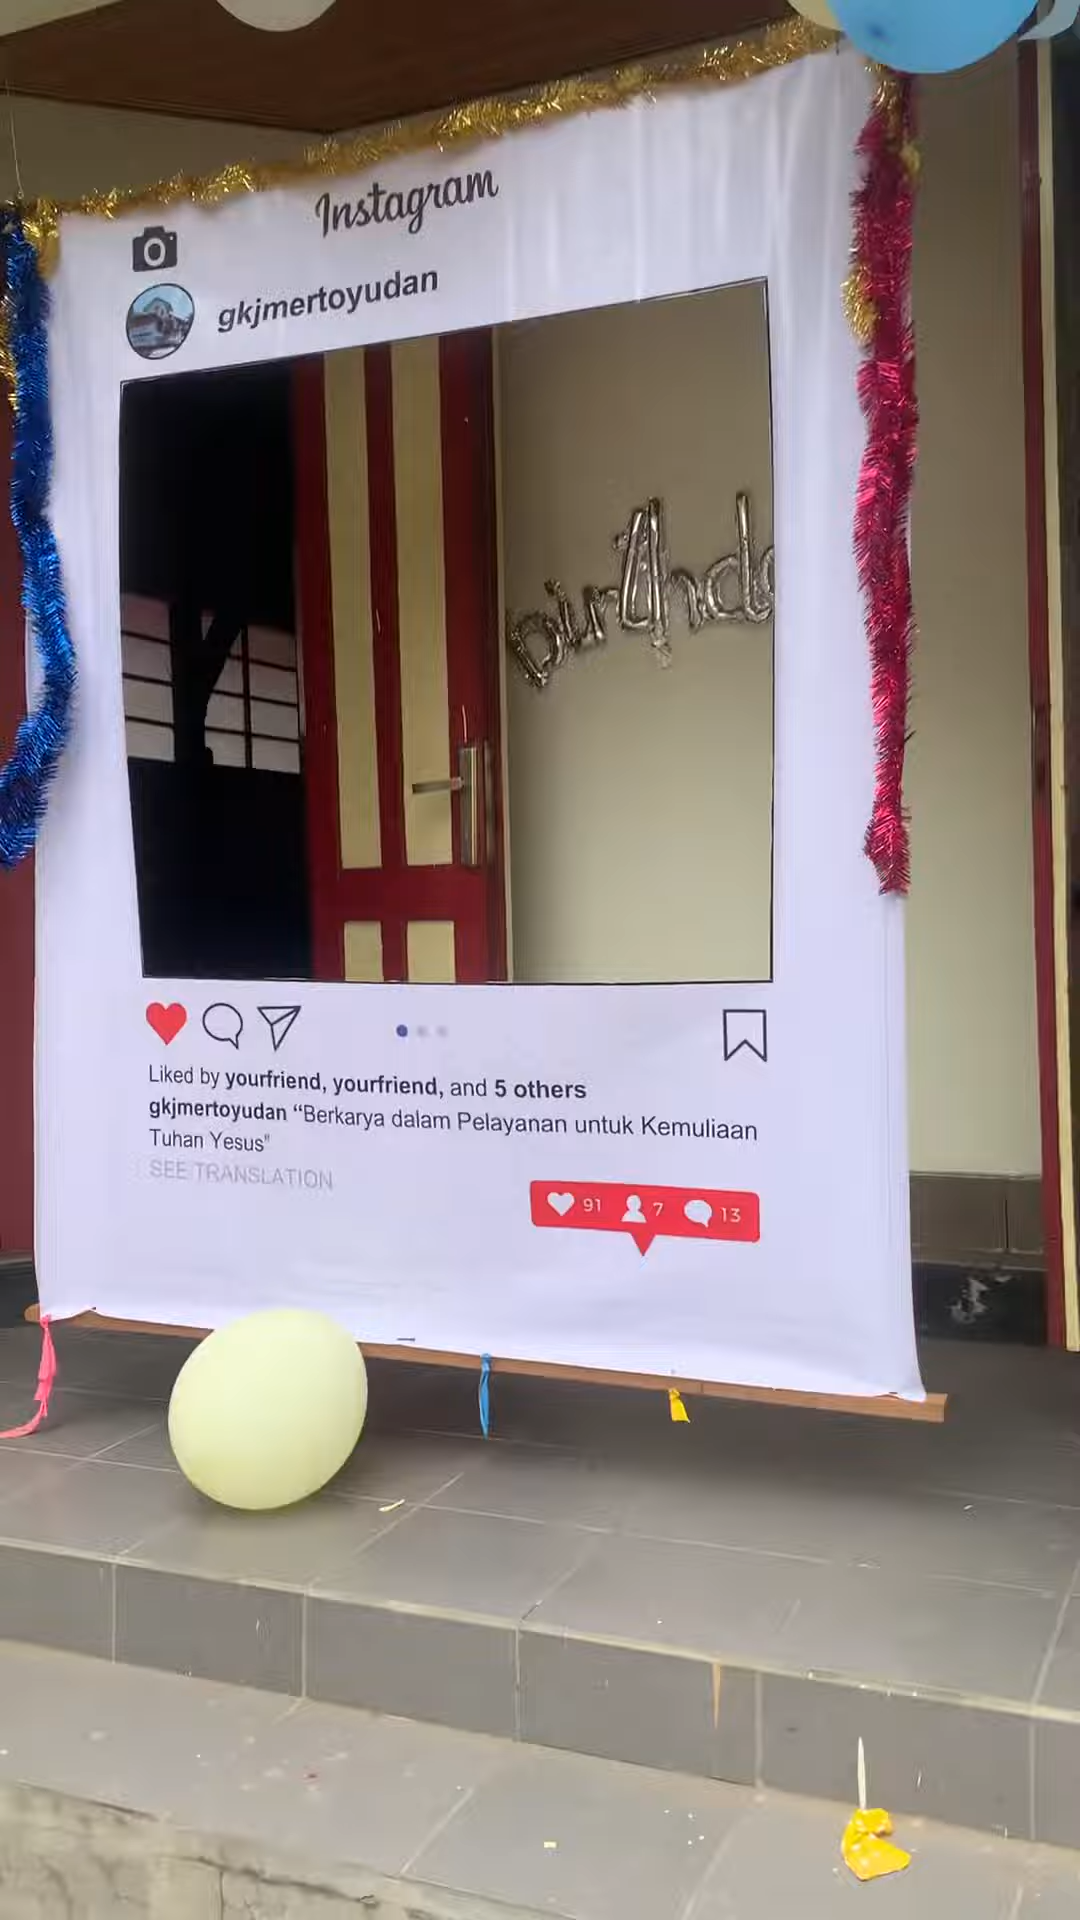 Instagram
gkjmertoyudan
Liked by yourfriend, yourfriend, and 5 others
gkjmertoyudan “Berkarya dalam Pelayanan untuk Kemuliaan
Tuhan Yesus"
SEE TRANSLATION
91 7 13